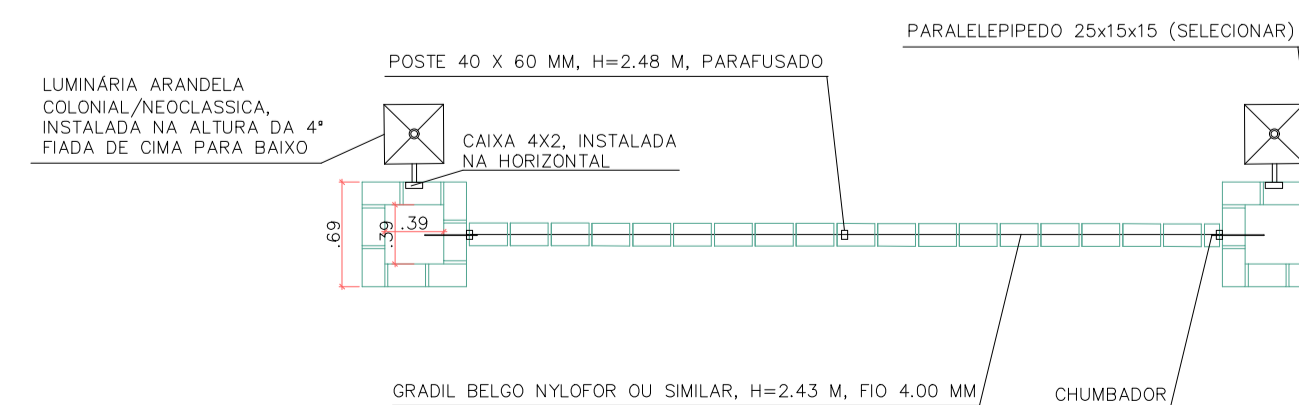 PARALELEPIPEDO 25x15x15 (SELECIONAR)
POSTE 40 X 60 MM, H=2.48 M, PARAFUSADO
LUMINÁRIA ARANDELA
COLONIAL/NEOCLASSICA,
INSTALADA NA ALTURA DA 4ª
FIADA DE CIMA PARA BAIXO
CAIXA 4X2, INSTALADA
NA HORIZONTAL
.69
.39
.39
GRADIL BELGO NYLOFOR OU SIMILAR, H=2.43 M, FIO 4.00 MM
CHUMBADOR